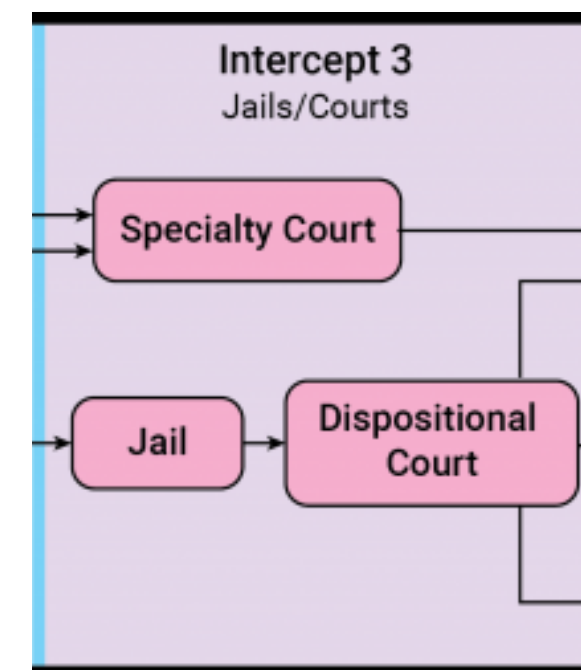 Intercept 3
Jails/Courts
Specialty Court
Jail
Dispositional
Court